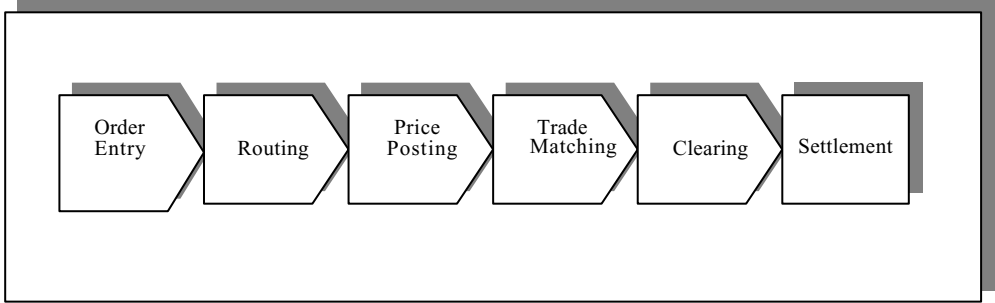 Order
Entry
Routing
Price
Posting
Trade
Matching
Clearing
Settlement